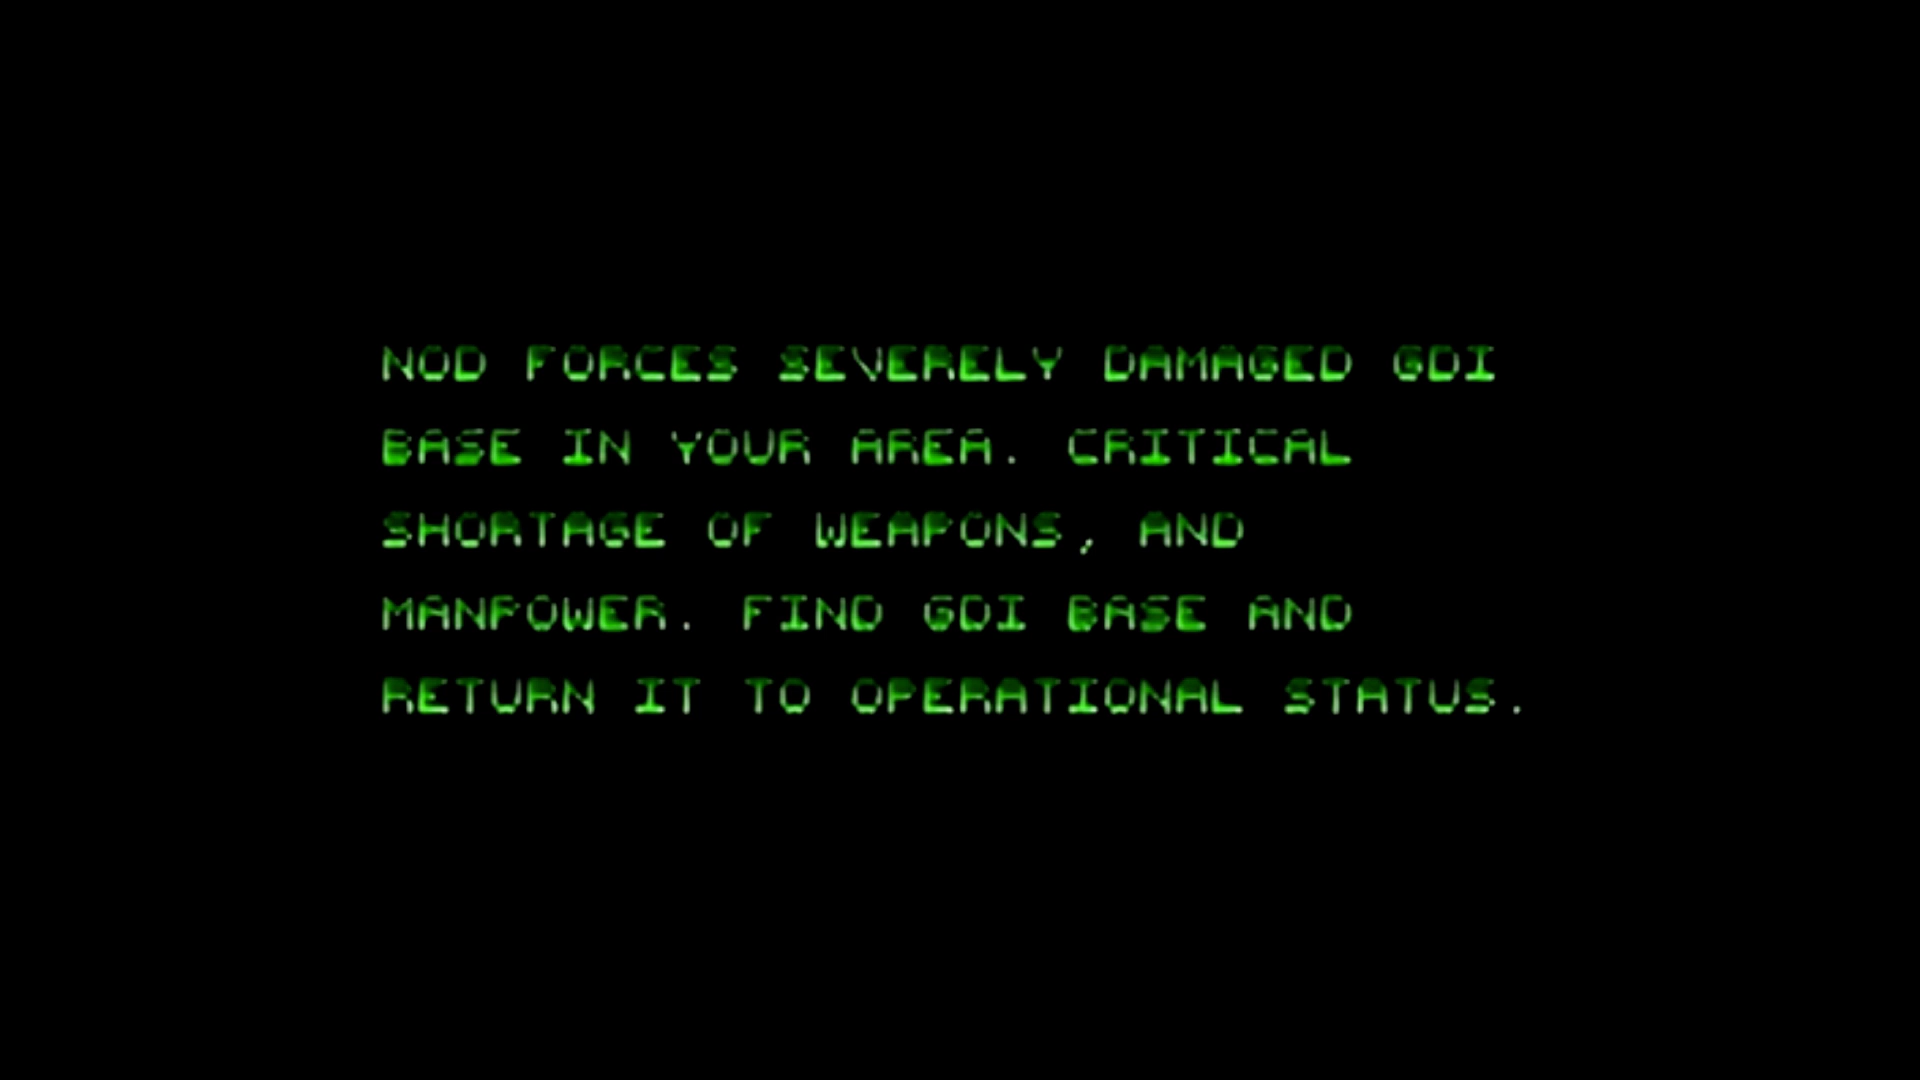 NOD FORCES SEVERELY DAMAGED GDI
BASE IN YOUR AREA. CRITICAL
SHORTAGE OF WEAPONS, AND
MANPOWER. FIND GDI BASE AND
RETURN IT TO OPERATIONAL STATUS.